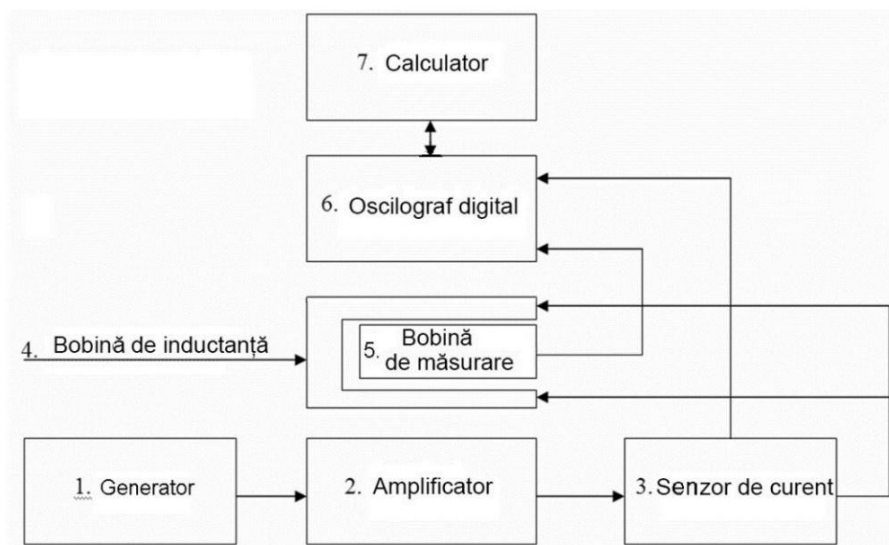 7. Calculator
6. Oscilograf digital
4. Bobină de inductanță
5. Bobină
de măsurare
1. Generator
2. Amplificator
3. Senzor de curent